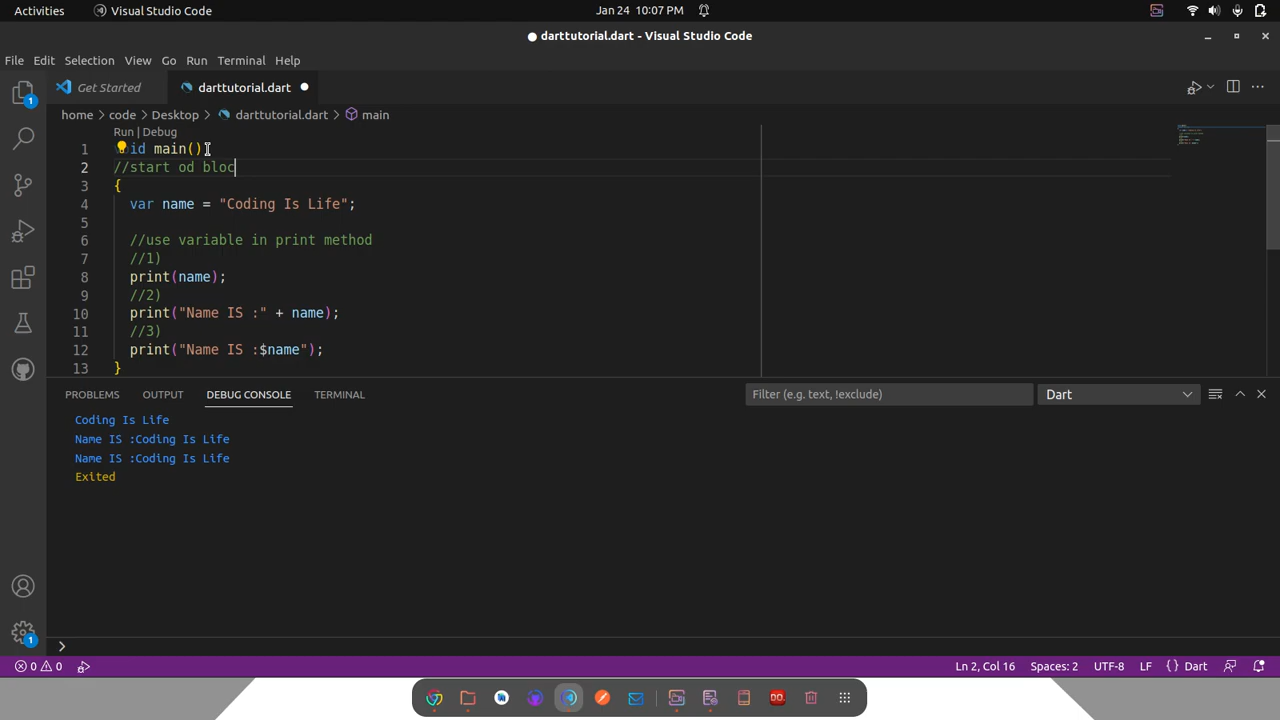 Activities Visual Studio Code Jan 24 10:07 PM
darttutorial.dart - Visual Studio Code
File Edit Selection View Go Run Terminal Help
1 Get Started darttutorial.dart
home > code > Desktop > darttutorial.dart > main
Run | Debug
1 id main()
2 //start od bloc
3 {
4 var name = "Coding Is Life";
5
6 //use variable in print method
7 //1)
8 print(name);
9 //2)
10 print("Name IS :" + name);
11 //3)
12 print("Name IS :$name");
13 }
PROBLEMS OUTPUT DEBUG CONSOLE TERMINAL Filter (e.g. text, !exclude) Dart
Coding Is Life
Name IS :Coding Is Life
Name IS :Coding Is Life
Exited
1
>
0 0 Ln 2, Col 16 Spaces: 2 UTF-8 LF {} Dart